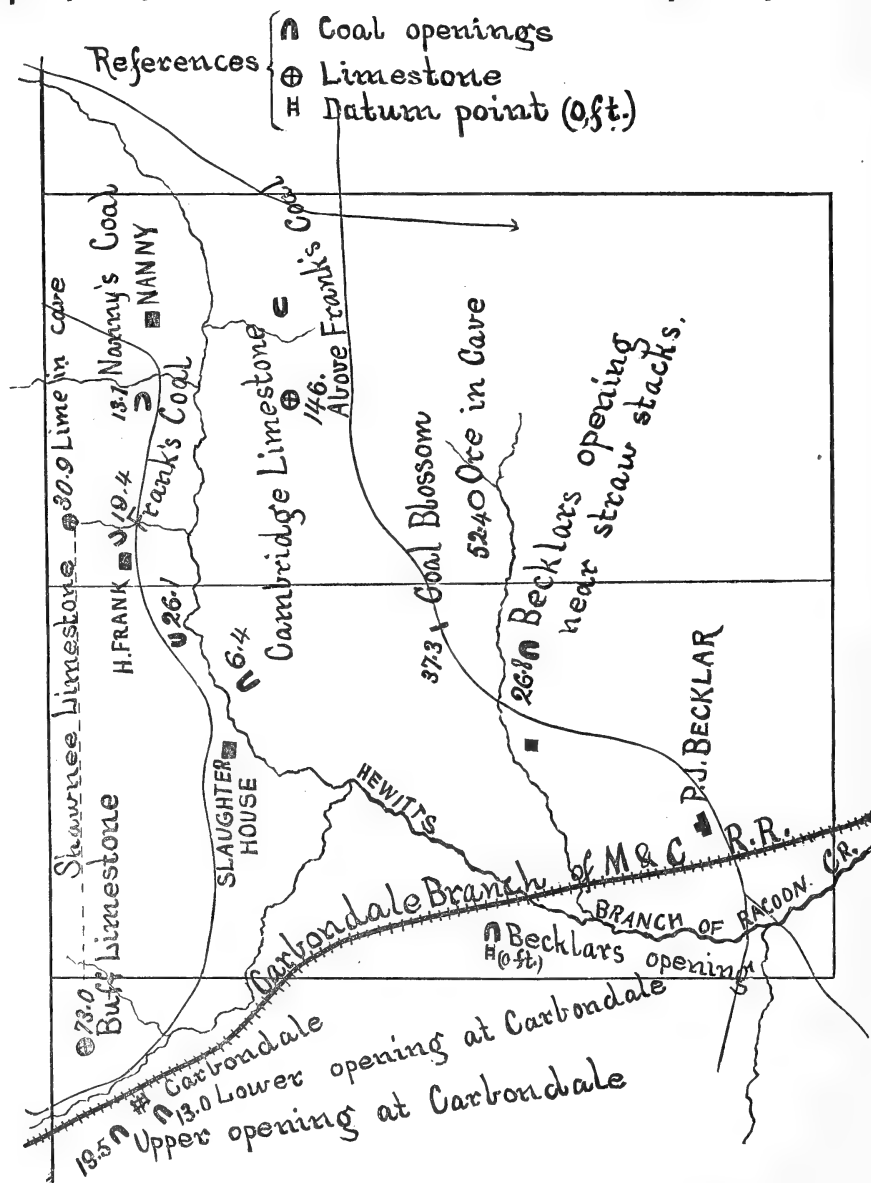 References
Coal openings
Limestone
Datum point (0,ft.)
Nanny's Coal
NANNY
Frank's Coal
30.9 Lime in cave
13.1
19.4
Frank's Coal
Cambridge Limestone
146.
Above Frank's
Coal Blossom
52.4 Ore in Cave
Becklars opening
near straw stacks.
H.FRANK
26.1
6.4
37.3
26.8
Shawnee Limestone
SLAUGHTER
HOUSE
HEWITTS
P.J.BECKLAR
73.0
Buff Limestone
Carbondale Branch of M & C R.R.
BRANCH OF RACOON. CR.
Becklars opening
(0 ft.)
Carbondale
13.0 Lower opening at Carbondale
19.5 Upper opening at Carbondale